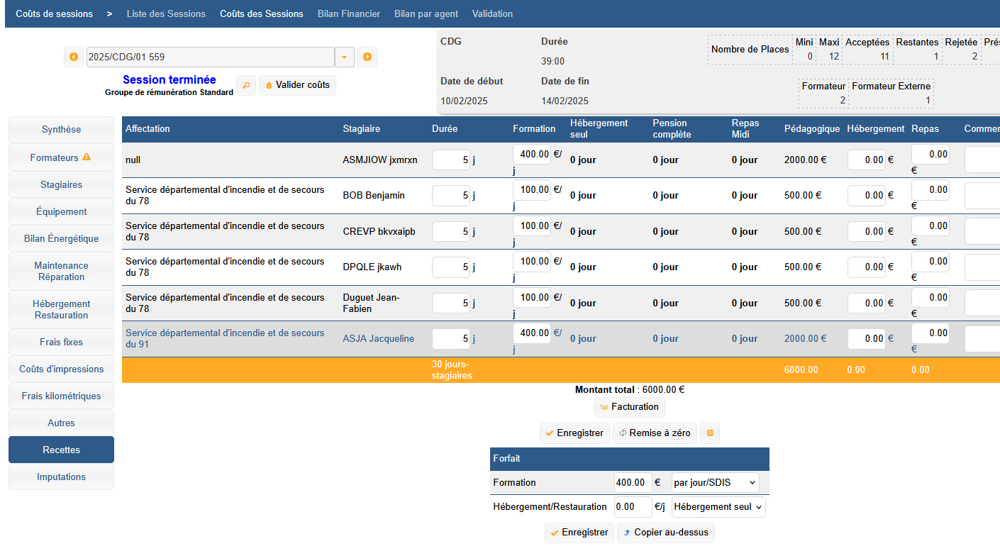 Coûts de sessions > Liste des Sessions Coûts des Sessions Bilan Financier Bilan par agent Validation
2025/CDG/01 559
Session terminée
Groupe de rémunération Standard
Valider coûts
CDG Durée
39:00
Date de début Date de fin
10/02/2025 14/02/2025
Nombre de Places Mini Maxi Acceptées Restantes Rejetée Prés
0 12 11 1 2
Formateur Formateur Externe
2 1
Synthèse
Formateurs
Stagiaires
Équipement
Bilan Énergétique
Maintenance
Réparation
Hébergement
Restauration
Frais fixes
Coûts d'impressions
Frais kilométriques
Autres
Recettes
Imputations
Affectation Stagiaire Durée Formation Hébergement seul Pension complète Repas Midi Pédagogique Hébergement Repas Commen
null ASMJIOW jxmrxn 5 j 400.00 €/j 0 jour 0 jour 0 jour 2000.00 € 0.00 € 0.00 €
Service départemental d'incendie et de secours du 78 BOB Benjamin 5 j 100.00 €/j 0 jour 0 jour 0 jour 500.00 € 0.00 € 0.00 €
Service départemental d'incendie et de secours du 78 CREVP bkvxaipb 5 j 100.00 €/j 0 jour 0 jour 0 jour 500.00 € 0.00 € 0.00 €
Service départemental d'incendie et de secours du 78 DPQLE jkawh 5 j 100.00 €/j 0 jour 0 jour 0 jour 500.00 € 0.00 € 0.00 €
Service départemental d'incendie et de secours du 78 Duguet Jean-Fabien 5 j 100.00 €/j 0 jour 0 jour 0 jour 500.00 € 0.00 € 0.00 €
Service départemental d'incendie et de secours du 91 ASJA Jacqueline 5 j 400.00 €/j 0 jour 0 jour 0 jour 2000.00 € 0.00 € 0.00 €
30 jours-stagiaires 6000.00 0.00 0.00
Montant total : 6000.00 €
Facturation
Enregistrer Remise à zéro
Forfait
Formation 400.00 € par jour/SDIS
Hébergement/Restauration 0.00 €/j Hébergement seul
Enregistrer Copier au-dessus